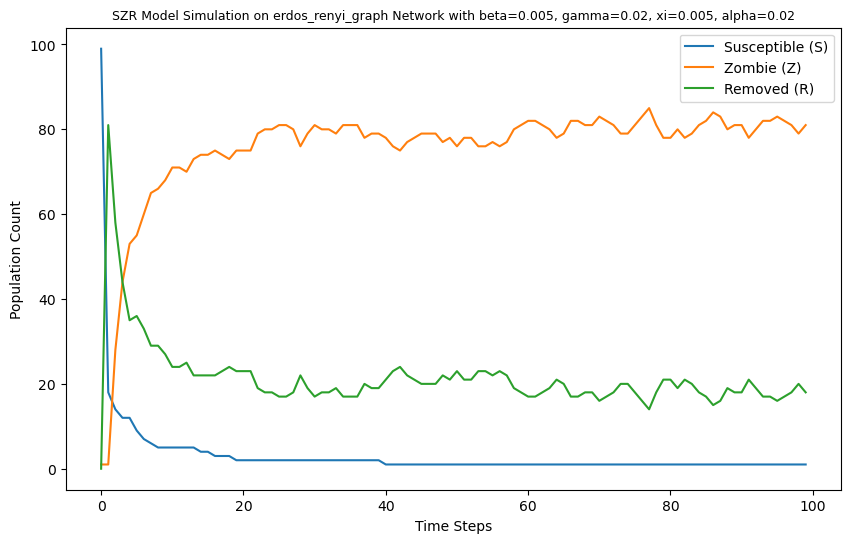 SZR Model Simulation on erdos_renyi_graph Network with beta=0.005, gamma=0.02, xi=0.005, alpha=0.02
Susceptible (S)
Zombie (Z)
Removed (R)
Population Count
100
80
60
40
20
0
0 20 40 60 80 100
Time Steps